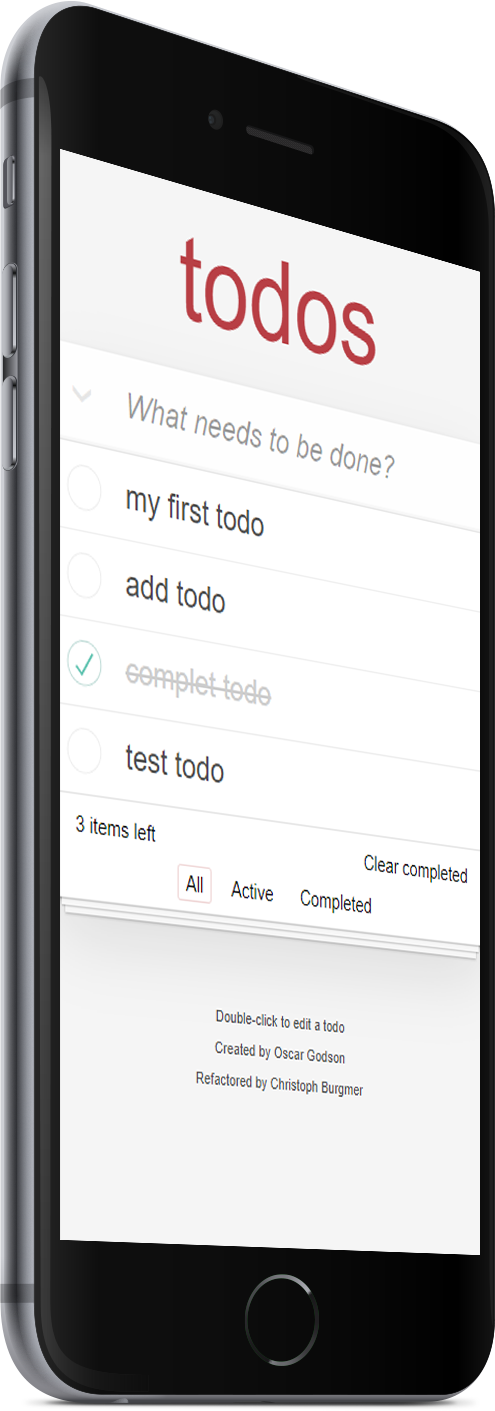 todos
What needs to be done?
my first todo
add todo
complet todo
test todo
3 items left
Clear completed
All
Active
Completed
Double-click to edit a todo
Created by Oscar Godson
Refactored by Christoph Burgmer